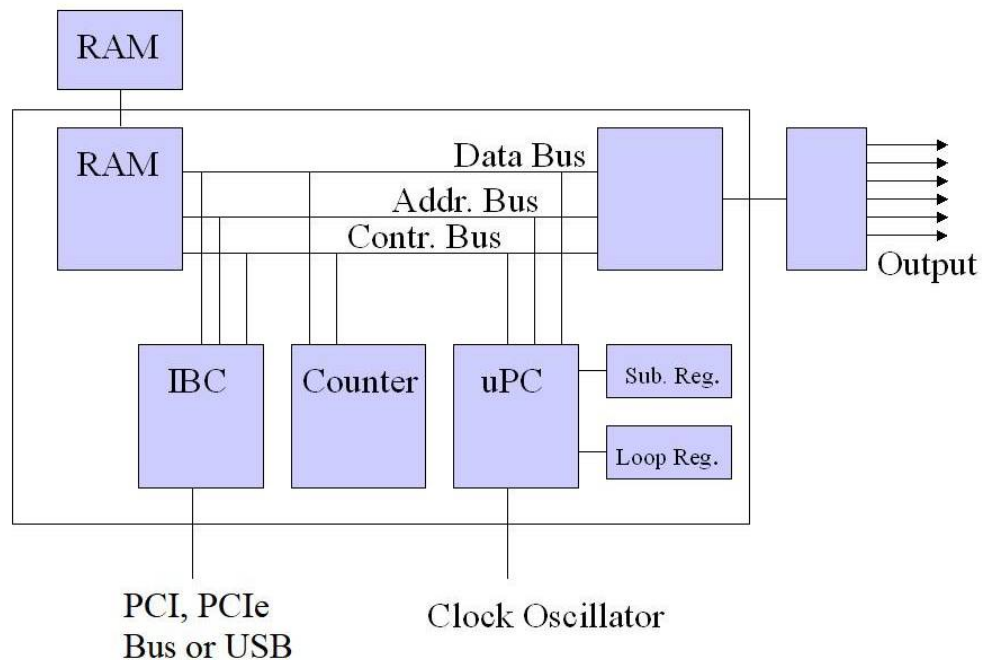 RAM
RAM
Data Bus
Addr. Bus
Contr. Bus
Output
IBC
Counter
uPC
Sub. Reg.
Loop Reg.
PCI, PCIe
Bus or USB
Clock Oscillator